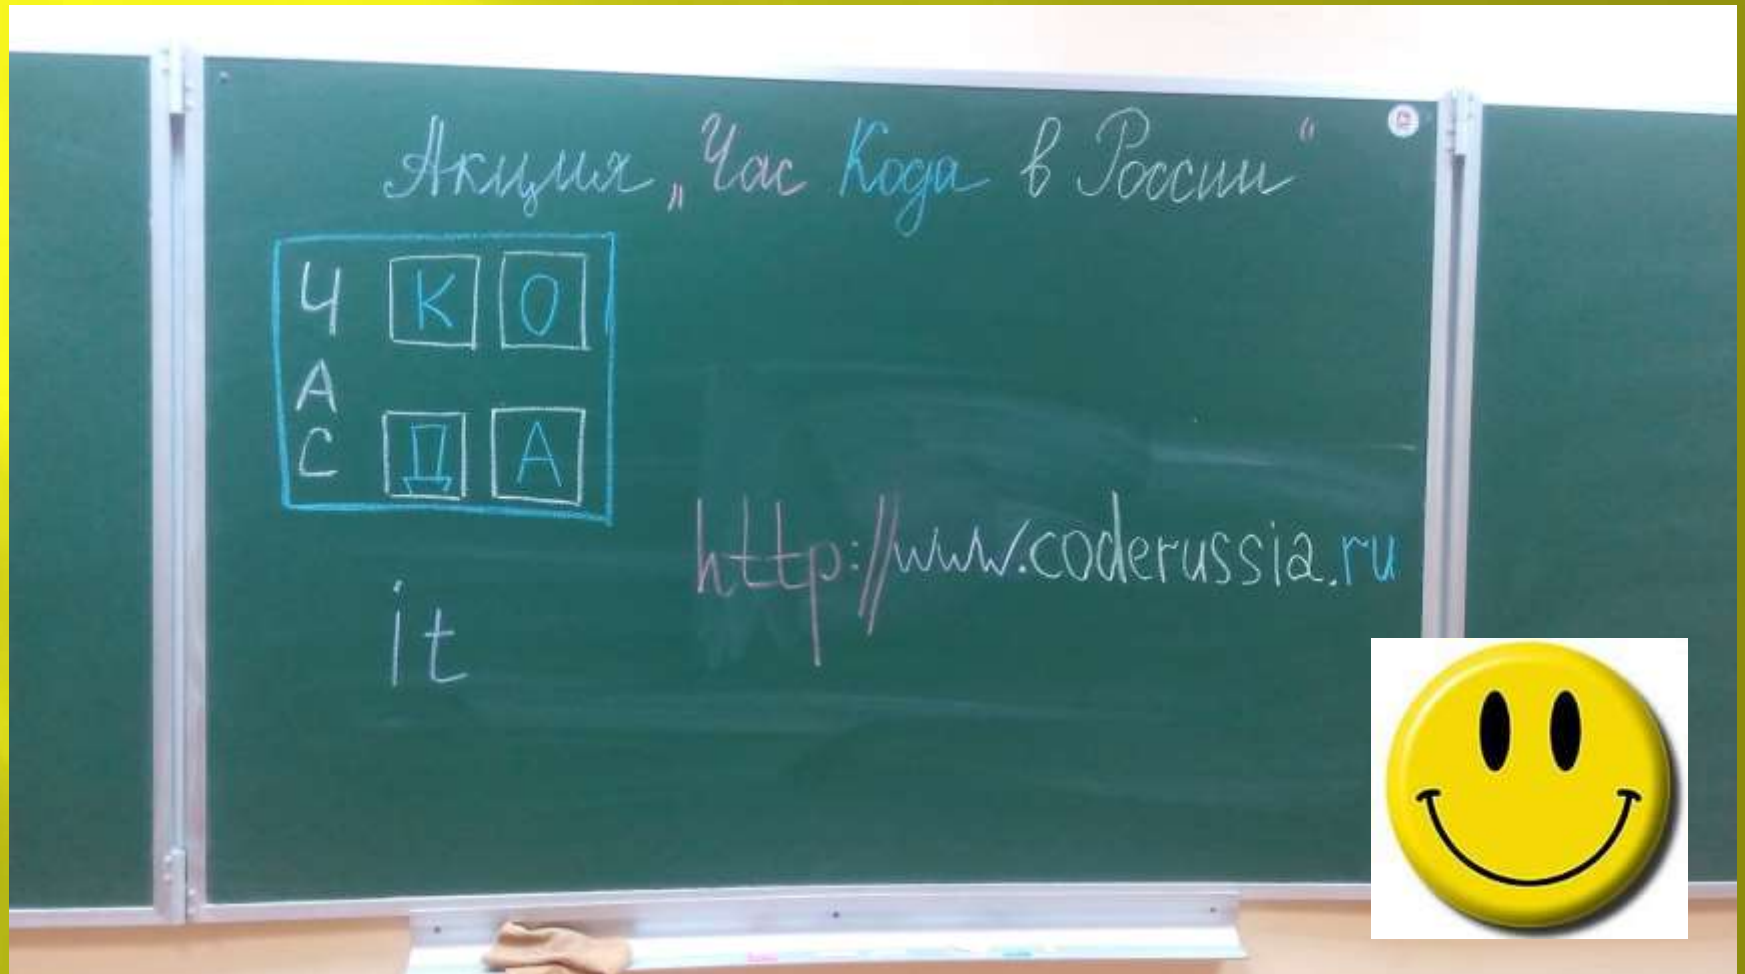 Акция „Час Кода в России“
Ч К О
А
С Д А
http://www.coderussia.ru
it